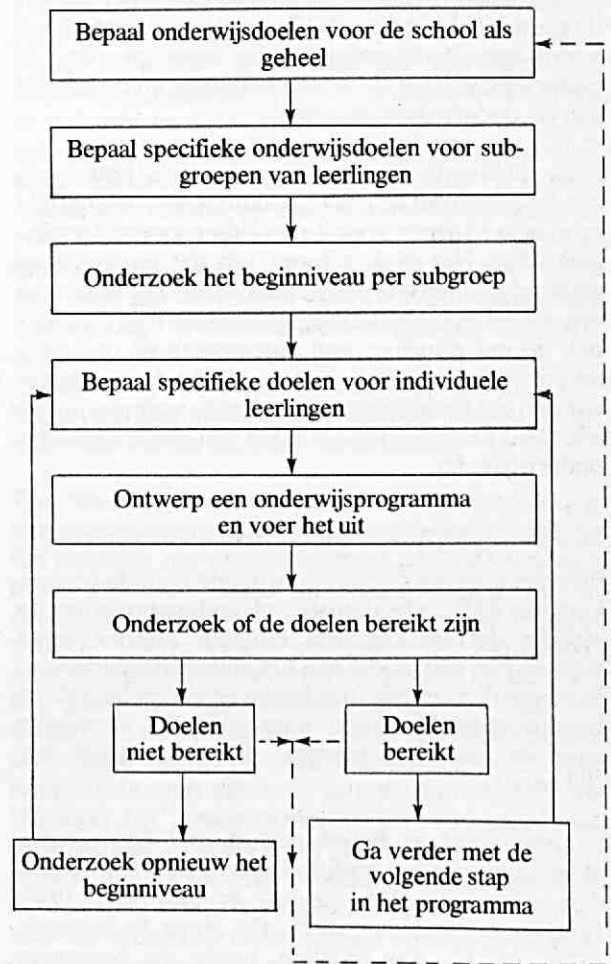 Bepaal onderwijsdoelen voor de school als
geheel
Bepaal specifieke onderwijsdoelen voor sub-
groepen van leerlingen
Onderzoek het beginniveau per subgroep
Bepaal specifieke doelen voor individuele
leerlingen
Ontwerp een onderwijsprogramma
en voer het uit
Onderzoek of de doelen bereikt zijn
Doelen
niet bereikt
Doelen
bereikt
Onderzoek opnieuw het
beginniveau
Ga verder met de
volgende stap
in het programma